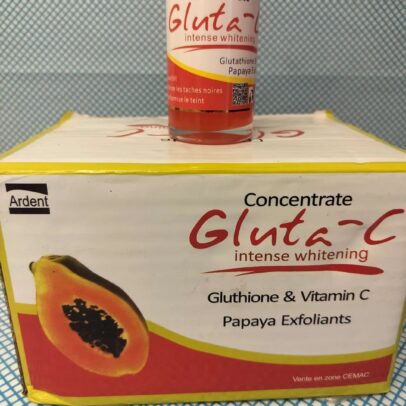 Gluta-C
intense whitening
Glutathione
Papaya
les taches noires
le teint
Ardent
Concentrate
Gluta-C
intense whitening
Gluthione & Vitamin C
Papaya Exfoliants
Vente en zone CEMAC